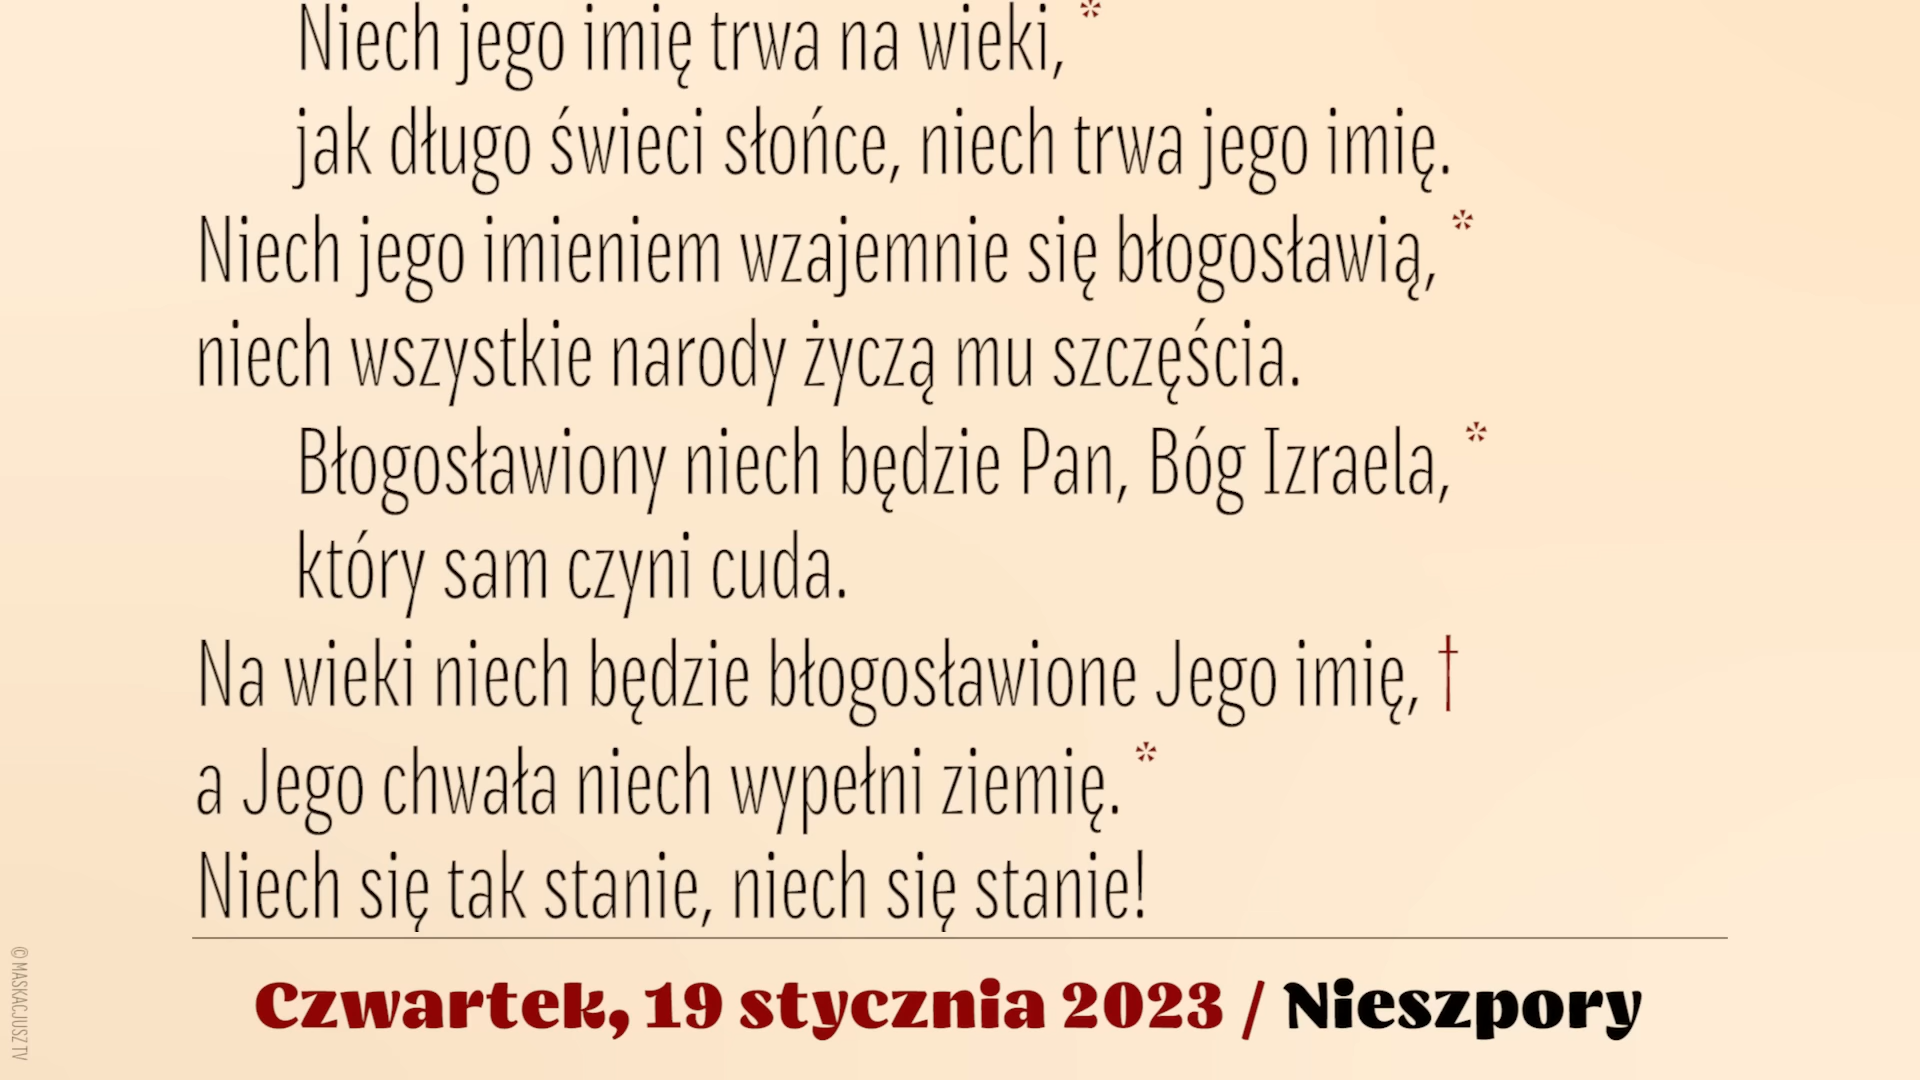 Niech jego imię trwa na wieki, *
jak długo świeci słońce, niech trwa jego imię.
Niech jego imieniem wzajemnie się błogosławią, *
niech wszystkie narody życzą mu szczęścia.
Błogosławiony niech będzie Pan, Bóg Izraela, *
który sam czyni cuda.
Na wieki niech będzie błogosławione Jego imię, †
a Jego chwała niech wypełni ziemię. *
Niech się tak stanie, niech się stanie!
Czwartek, 19 stycznia 2023 / Nieszpory
© MASKACJUSZ TV